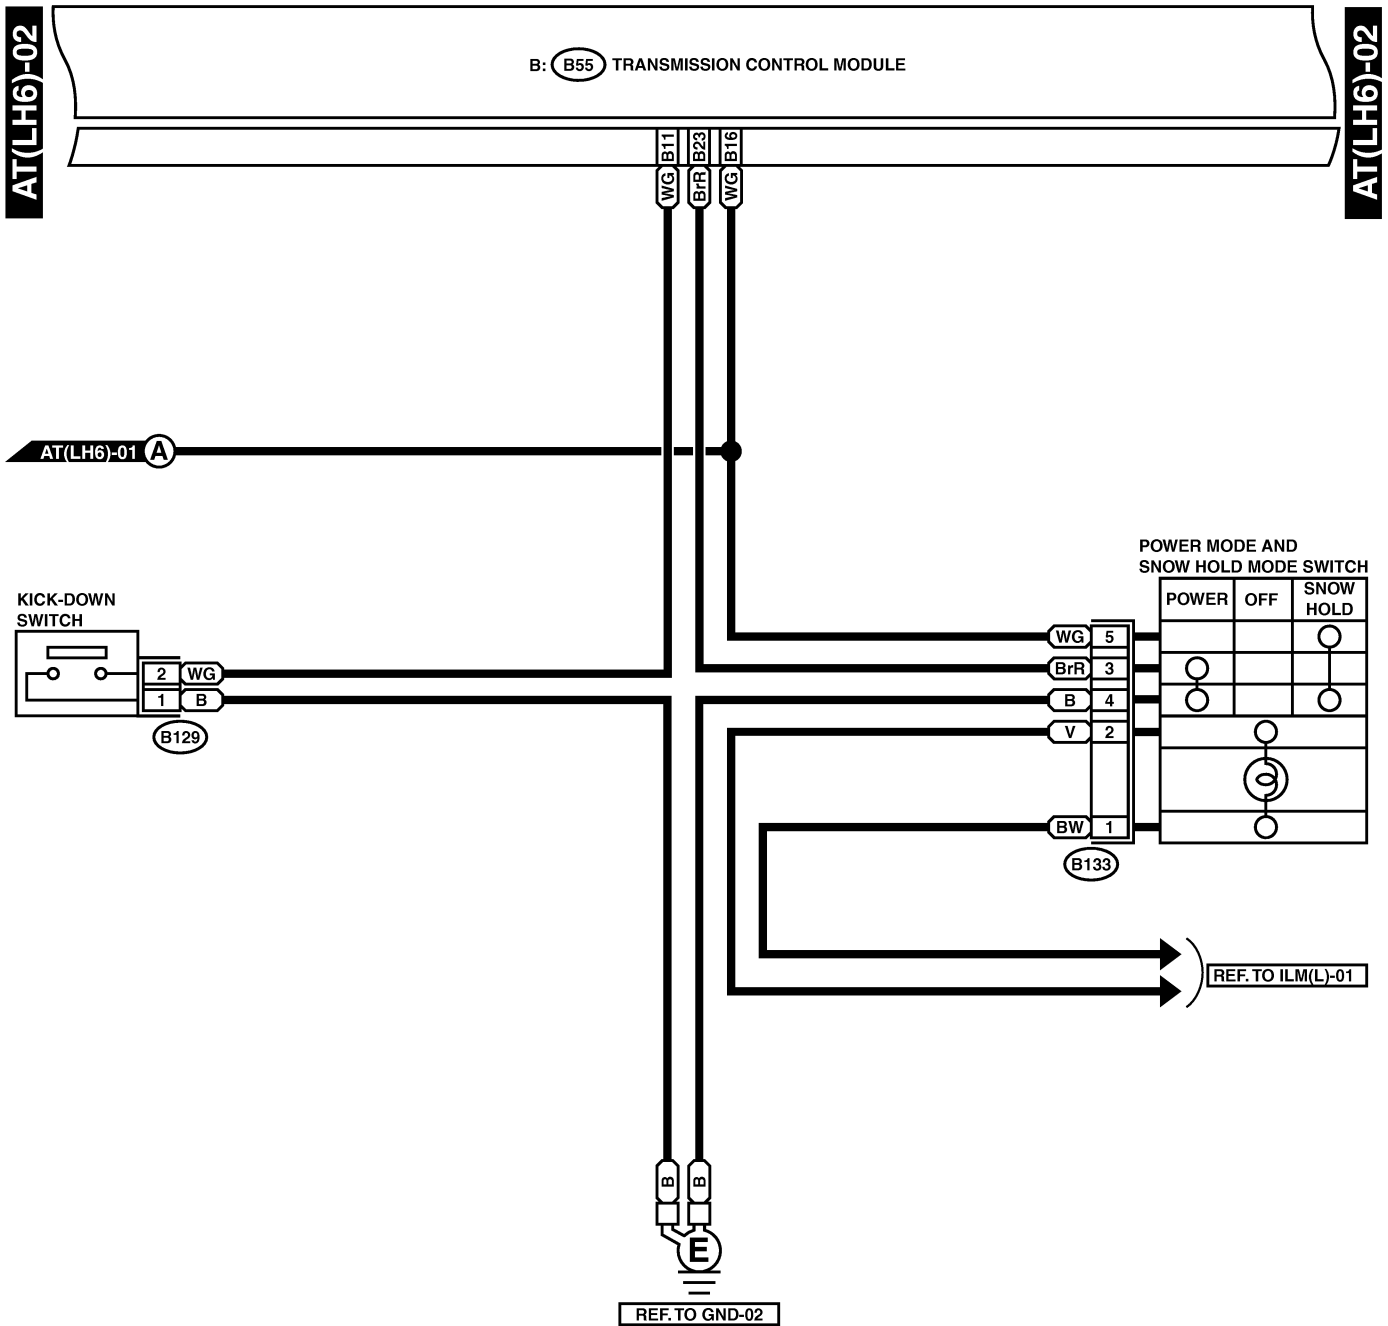 AT(LH6)-02
AT(LH6)-02
B: B55 TRANSMISSION CONTROL MODULE
B11 B23 B16
WG BrR WG
AT(LH6)-01 A
POWER MODE AND
SNOW HOLD MODE SWITCH
POWER OFF SNOW
HOLD
KICK-DOWN
SWITCH
WG 5
BrR 3
2 WG
1 B
B 4
V 2
B129
BW 1
B133
REF. TO ILM(L)-01
B B
E
REF. TO GND-02